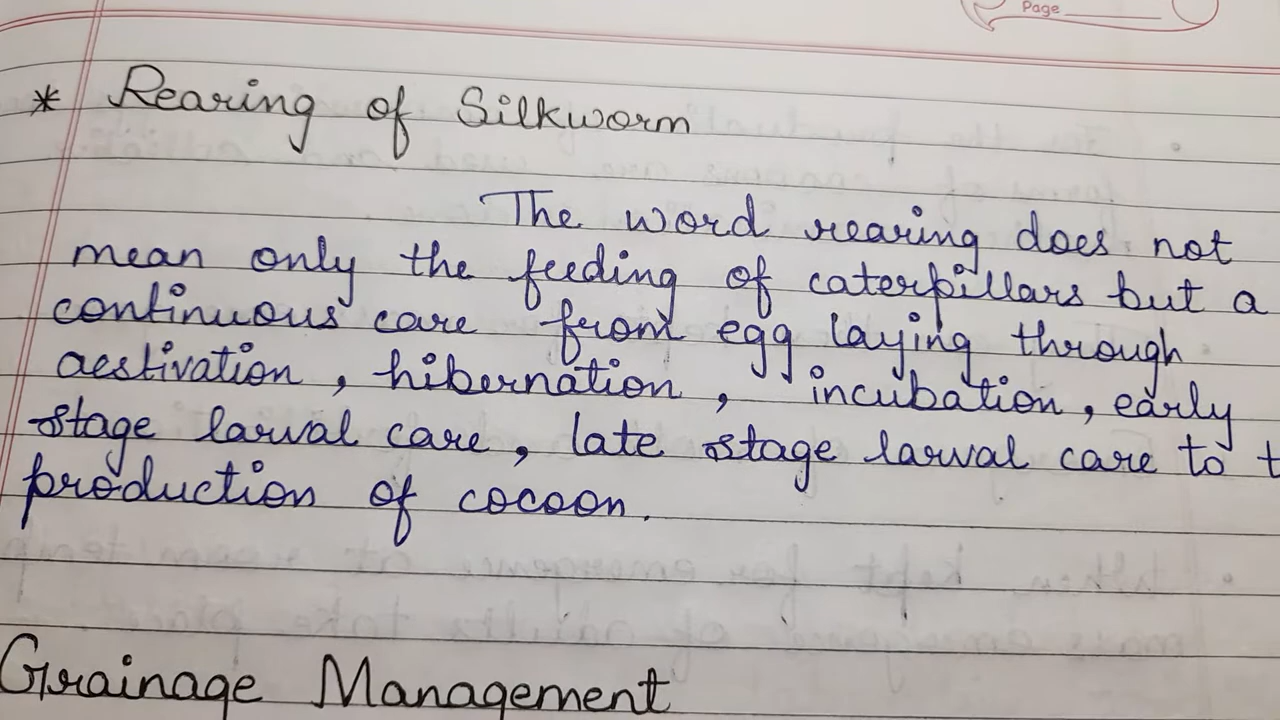 Page
* Rearing of Silkworm
The word rearing does not
mean only the feeding of caterpillars but a
continuous care from egg laying through
aestivation, hibernation, incubation, early
stage larval care, late stage larval care to t
production of cocoon.
Grainage Management